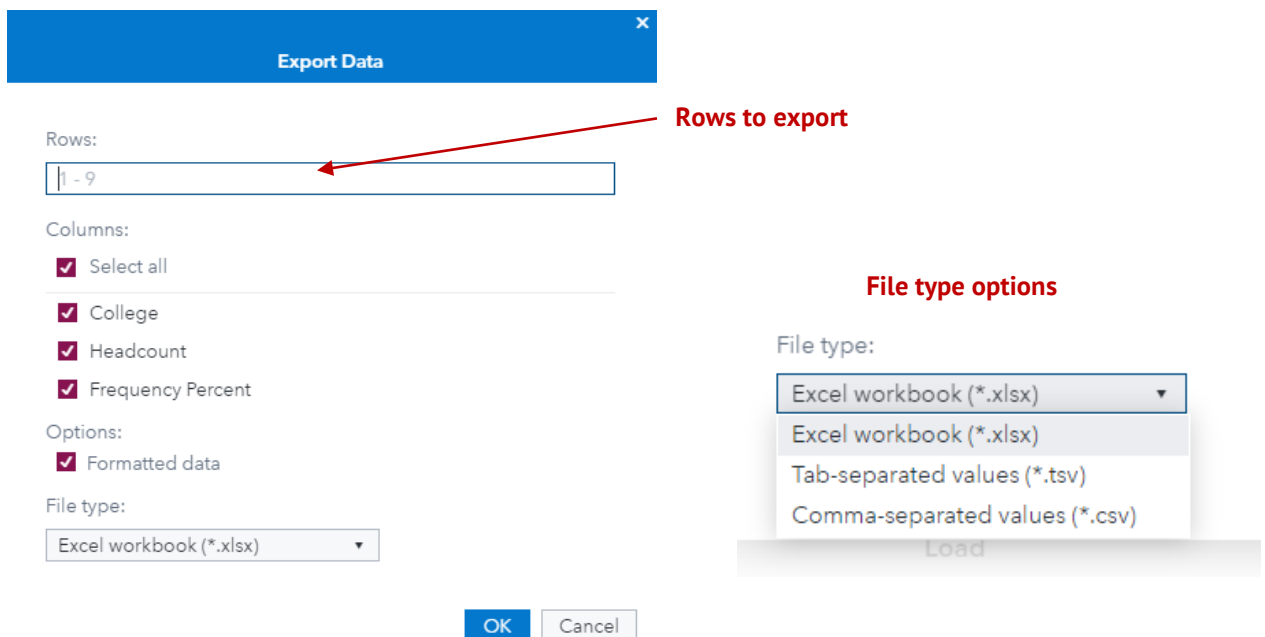 ×
Export Data
Rows to export
Rows:
1 - 9
Columns:
Select all
College
Headcount
Frequency Percent
Options:
Formatted data
File type:
Excel workbook (*.xlsx)
OK
Cancel
File type options
File type:
Excel workbook (*.xlsx)
Excel workbook (*.xlsx)
Tab-separated values (*.tsv)
Comma-separated values (*.csv)
Load